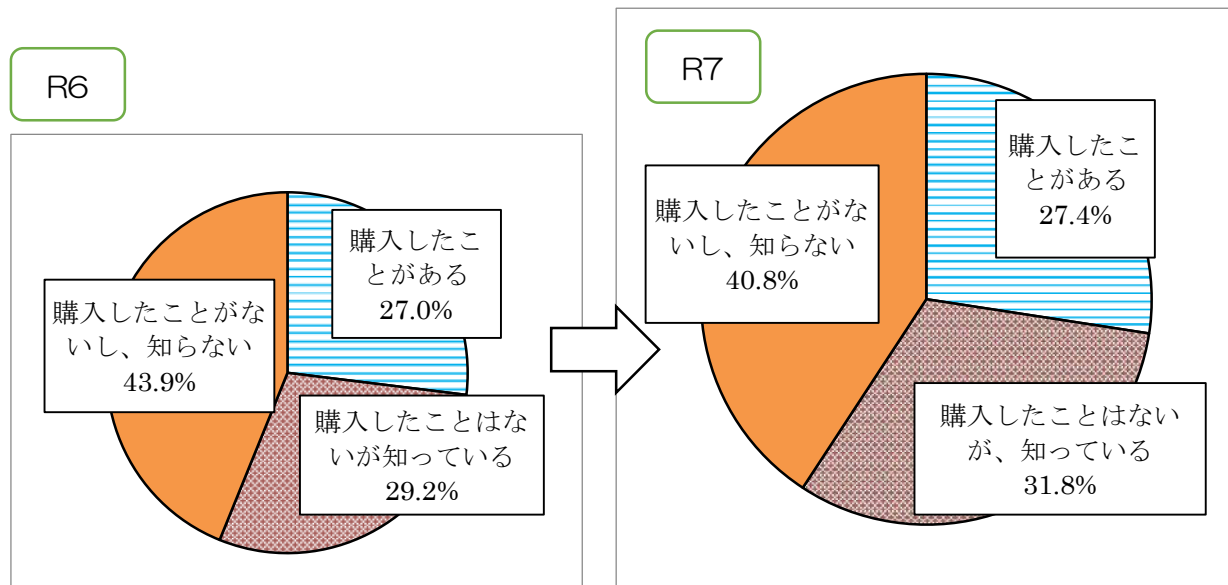 R6
購入したこ
とがある
27.0%
購入したことがな
いし、知らない
43.9%
購入したことはな
いが知っている
29.2%
R7
購入したこ
とがある
27.4%
購入したことがな
いし、知らない
40.8%
購入したことはない
が、知っている
31.8%